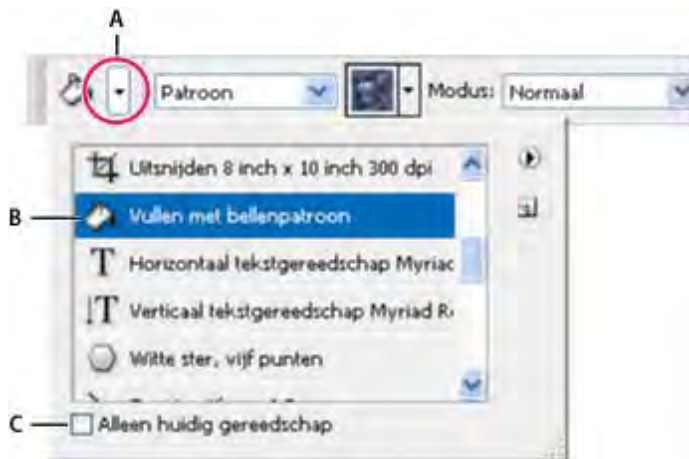 A
Patroon Modus: Normaal
Uitsnijden 8 inch x 10 inch 300 dpi
B Vullen met bellenpatroon
Horizontaal tekstgereedschap Myriad
Verticaal tekstgereedschap Myriad R
Witte ster, vijf punten
C Alleen huidig gereedschap